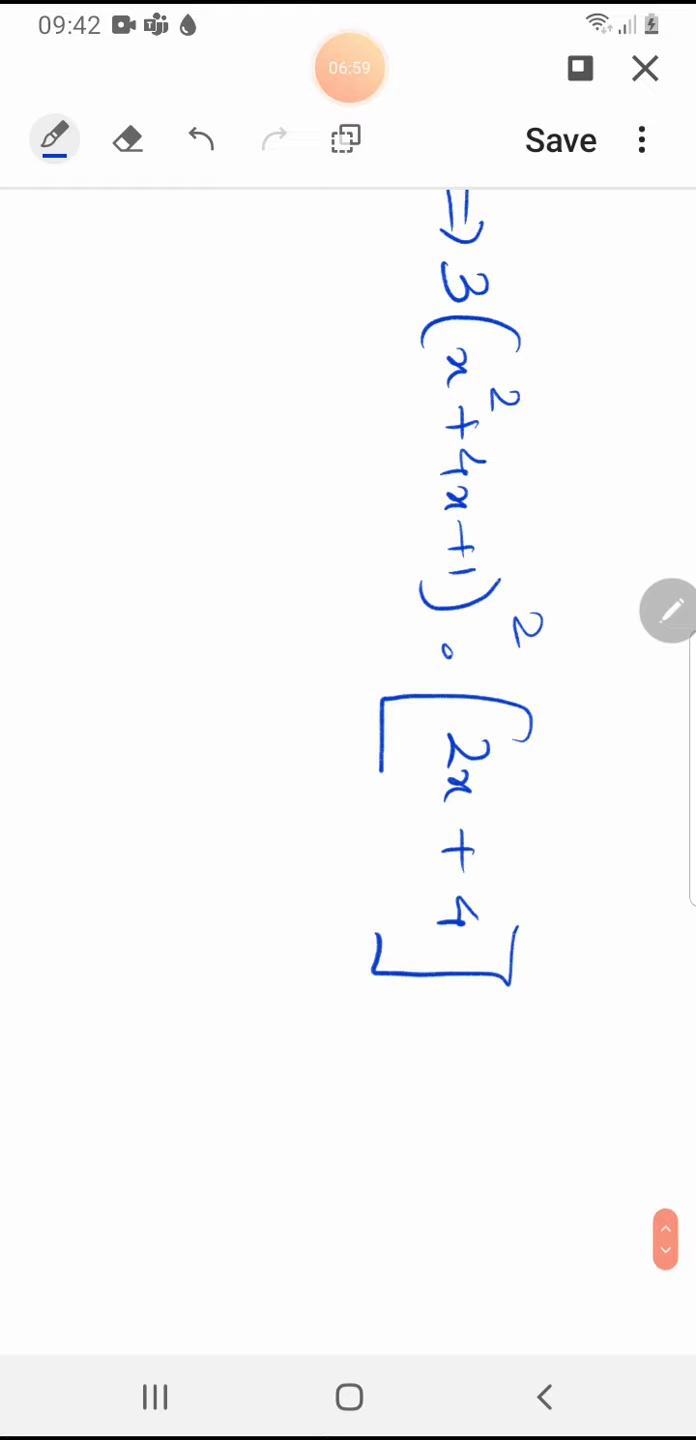 09:42
06:59
Save
⇒ 3(x²+4x+1)² · [2x + 4]